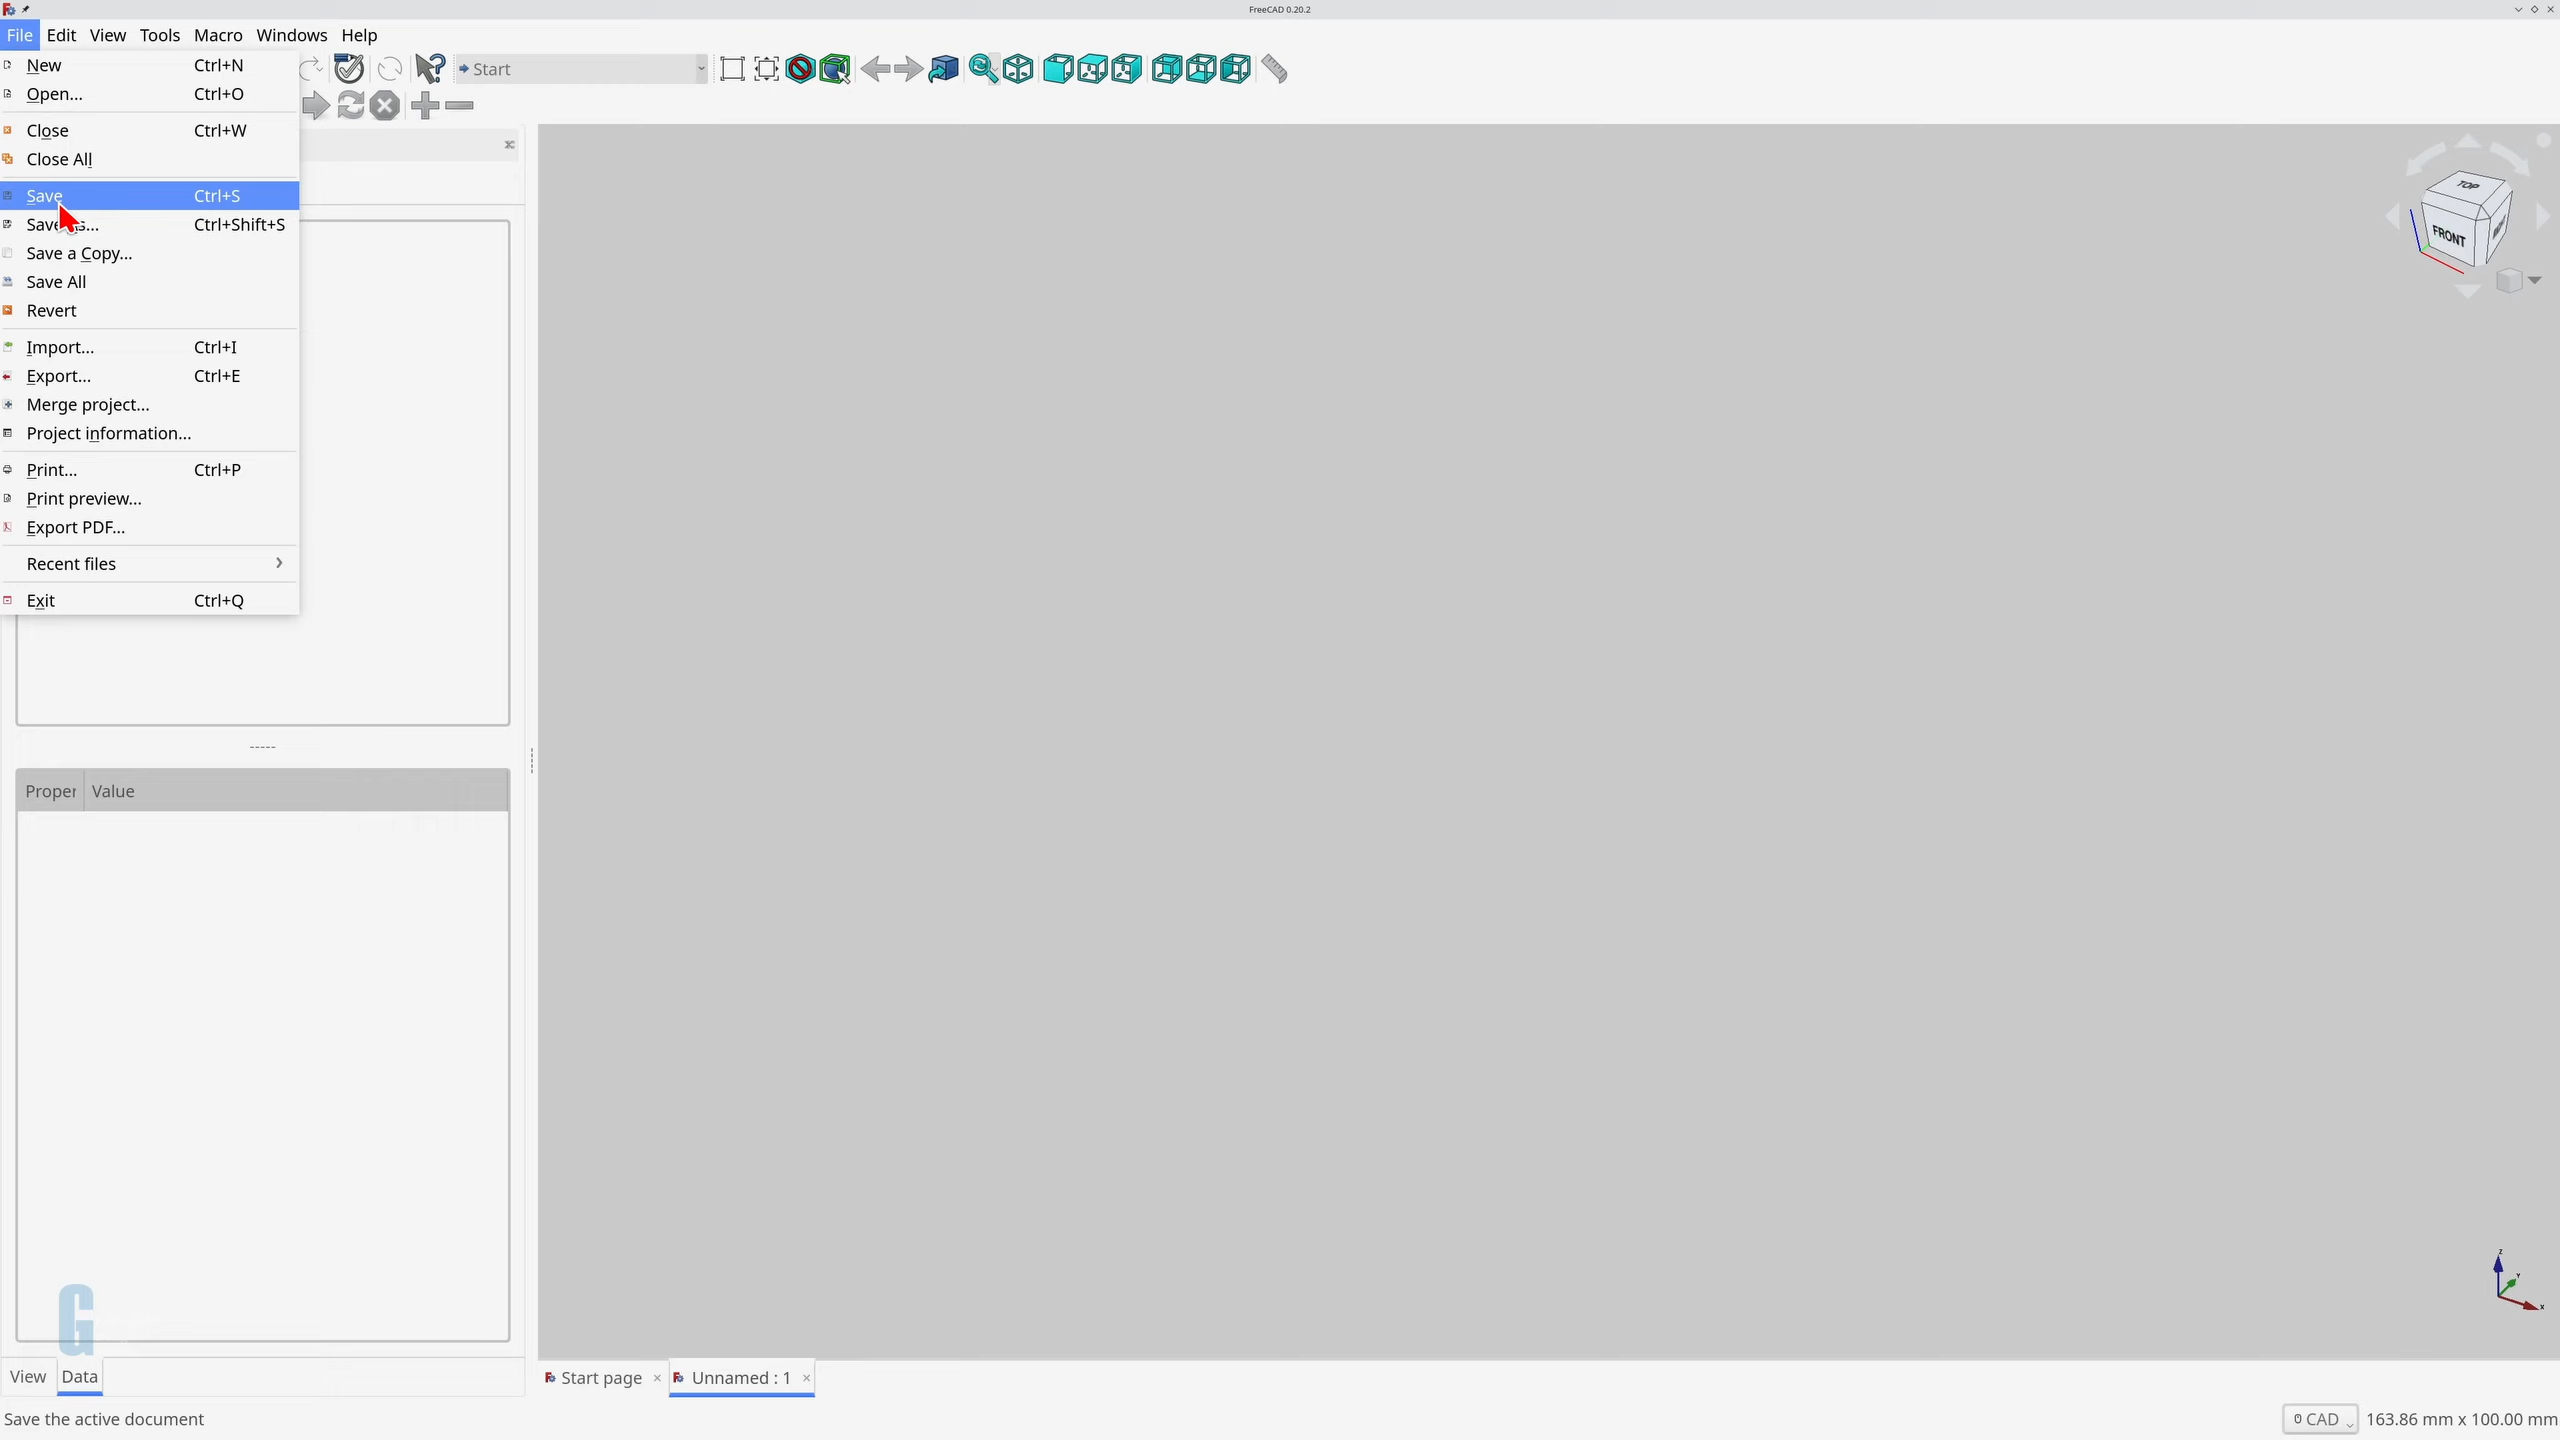 FreeCAD 0.20.2
File Edit View Tools Macro Windows Help
New Ctrl+N
Start
Open... Ctrl+O
Close Ctrl+W
Close All
Save Ctrl+S
Ctrl+Shift+S
Save a Copy...
Save All
Revert
Import... Ctrl+I
Export... Ctrl+E
Merge project...
Project information...
Print... Ctrl+P
Print preview...
Export PDF...
Recent files
Exit Ctrl+Q
TOP
FRONT
Proper Value
G
Z
Y
X
View Data
Start page
Unnamed : 1
Save the active document
CAD
163.86 mm x 100.00 mm